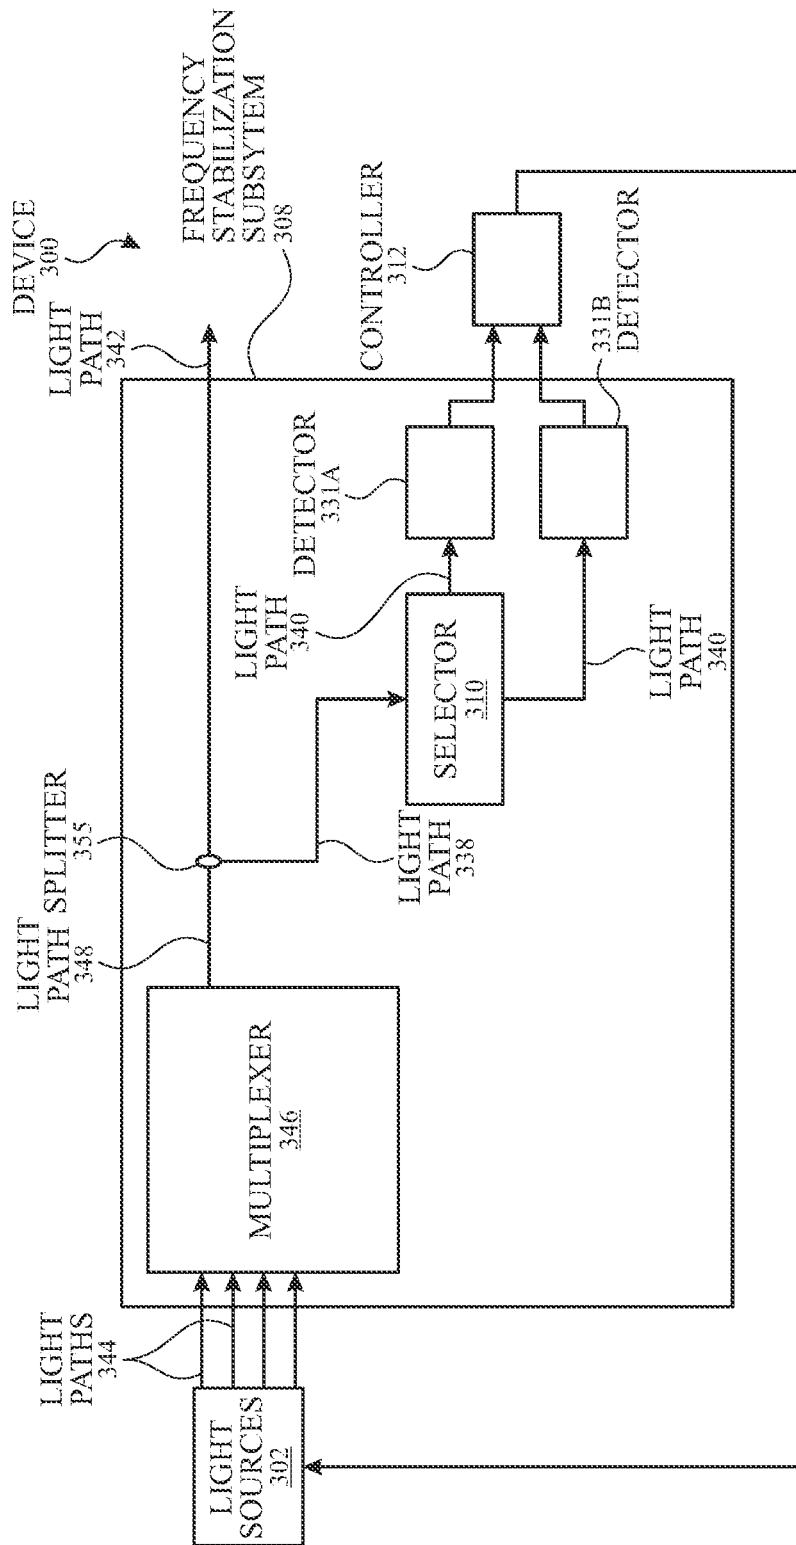 DEVICE
300
LIGHT
PATH
342
FREQUENCY
STABILIZATION
SUBSYTEM
308
CONTROLLER
312
331B DETECTOR
DETECTOR
331A
LIGHT
PATH
340
SELECTOR
310
LIGHT
PATH
340
LIGHT
PATH
338
LIGHT
PATH
348
SPLITTER
355
MULTIPLEXER
346
LIGHT
PATHS
344
LIGHT
SOURCES
302